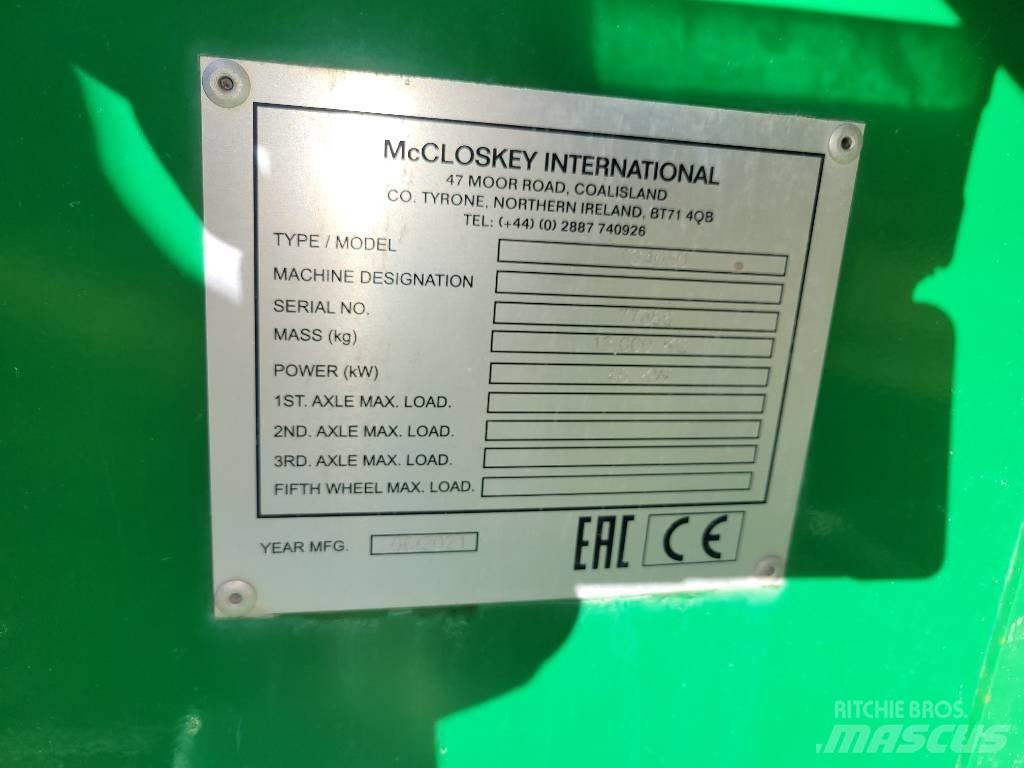 McCLOSKEY INTERNATIONAL
47 MOOR ROAD, COALISLAND
CO. TYRONE, NORTHERN IRELAND, BT71 4QB
TEL: (+44) (0) 2887 740926
TYPE / MODEL
MACHINE DESIGNATION
SERIAL NO.
MASS (kg)
POWER (kW)
1ST. AXLE MAX. LOAD.
2ND. AXLE MAX. LOAD.
3RD. AXLE MAX. LOAD.
FIFTH WHEEL MAX. LOAD.
YEAR MFG. 06/2021
EAC CE
RITCHIE BROS.
MASCUS